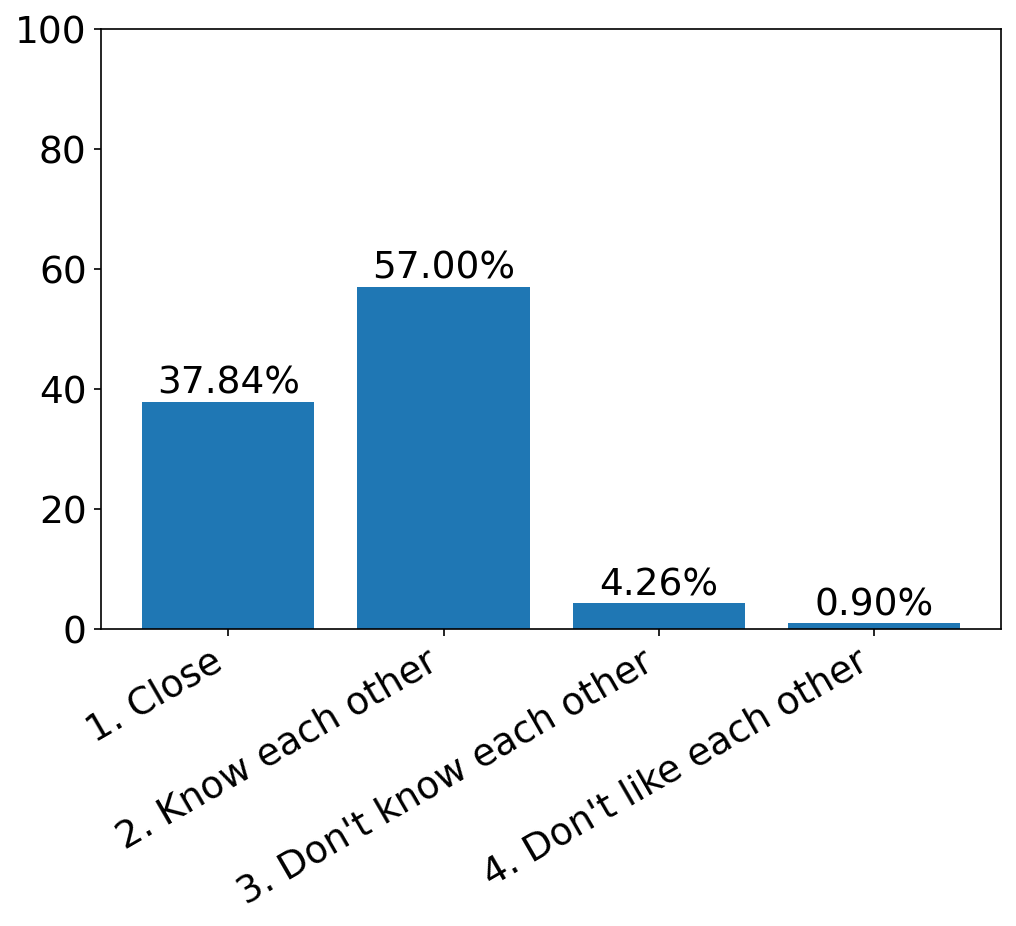 100
80
60
40
20
0
57.00%
37.84%
4.26%
0.90%
1. Close
2. Know each other
3. Don't know each other
4. Don't like each other